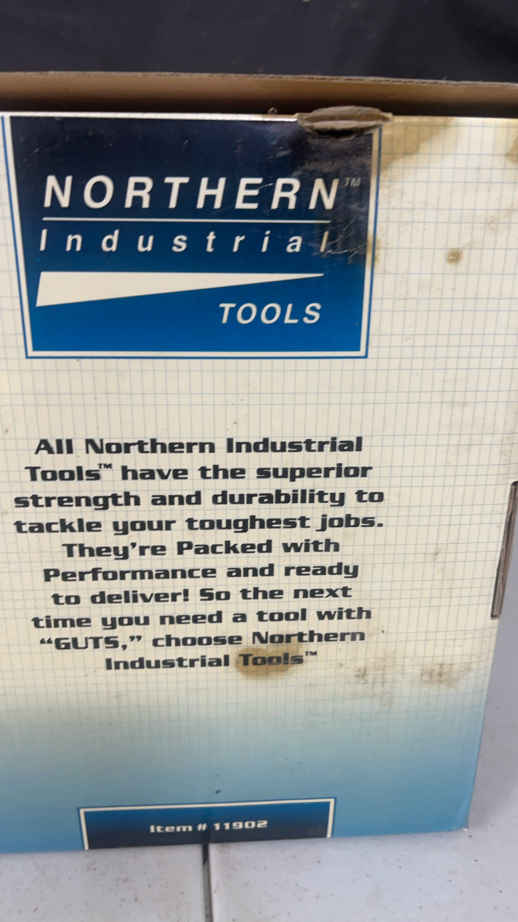 NORTHERN™
Industrial
TOOLS
All Northern Industrial
Tools™ have the superior
strength and durability to
tackle your toughest jobs.
They're Packed with
Performance and ready
to deliver! So the next
time you need a tool with
“GUTS,” choose Northern
Industrial Tools™
Item # 11902